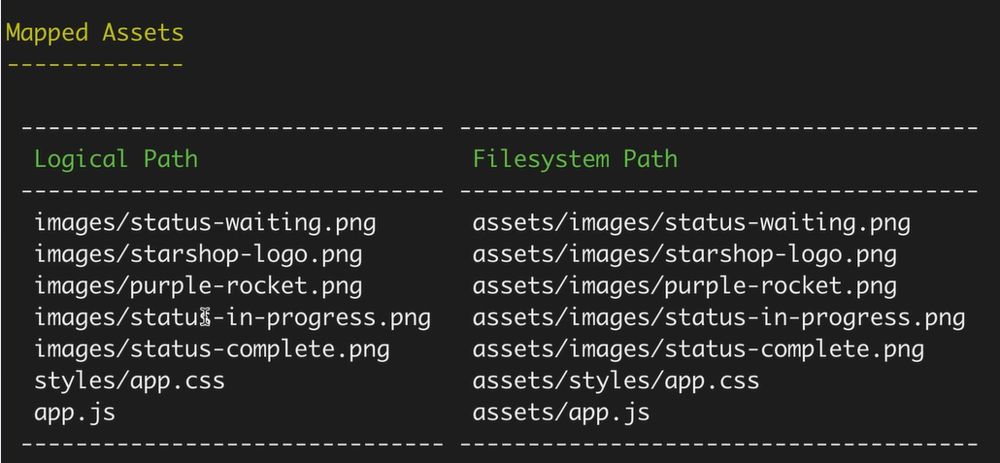 Mapped Assets
-------------
------------------------------- --------------------------------------
Logical Path Filesystem Path
------------------------------- --------------------------------------
images/status-waiting.png assets/images/status-waiting.png
images/starshop-logo.png assets/images/starshop-logo.png
images/purple-rocket.png assets/images/purple-rocket.png
images/status-in-progress.png assets/images/status-in-progress.png
images/status-complete.png assets/images/status-complete.png
styles/app.css assets/styles/app.css
app.js assets/app.js
------------------------------- --------------------------------------